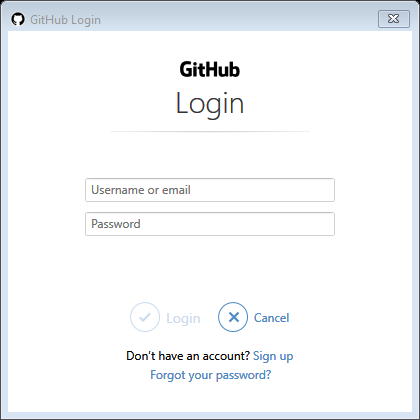 GitHub Login
GitHub
Login
Username or email
Password
Login Cancel
Don't have an account? Sign up
Forgot your password?